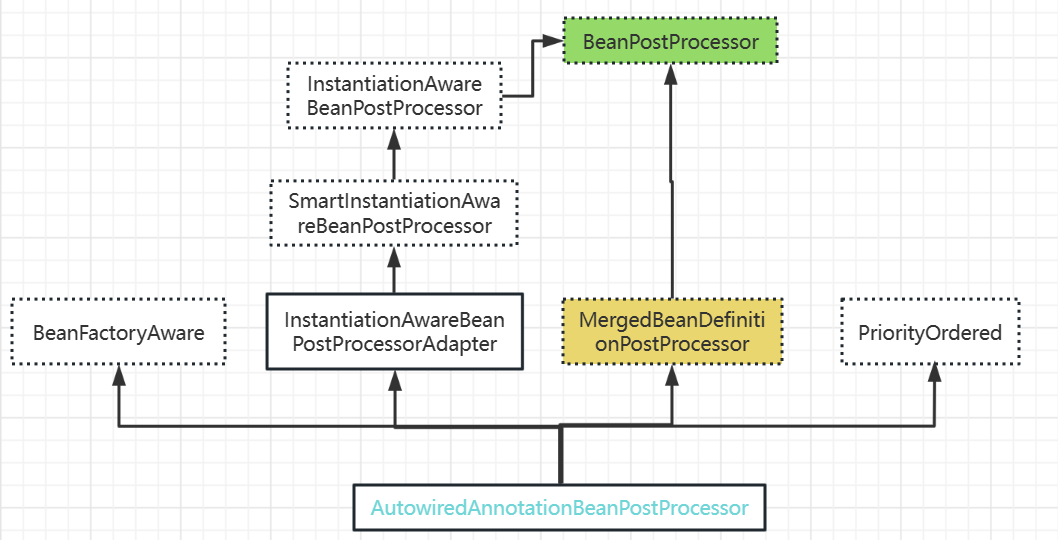 BeanPostProcessor
InstantiationAware
BeanPostProcessor
SmartInstantiationAwa
reBeanPostProcessor
BeanFactoryAware
InstantiationAwareBean
PostProcessorAdapter
MergedBeanDefiniti
onPostProcessor
PriorityOrdered
AutowiredAnnotationBeanPostProcessor